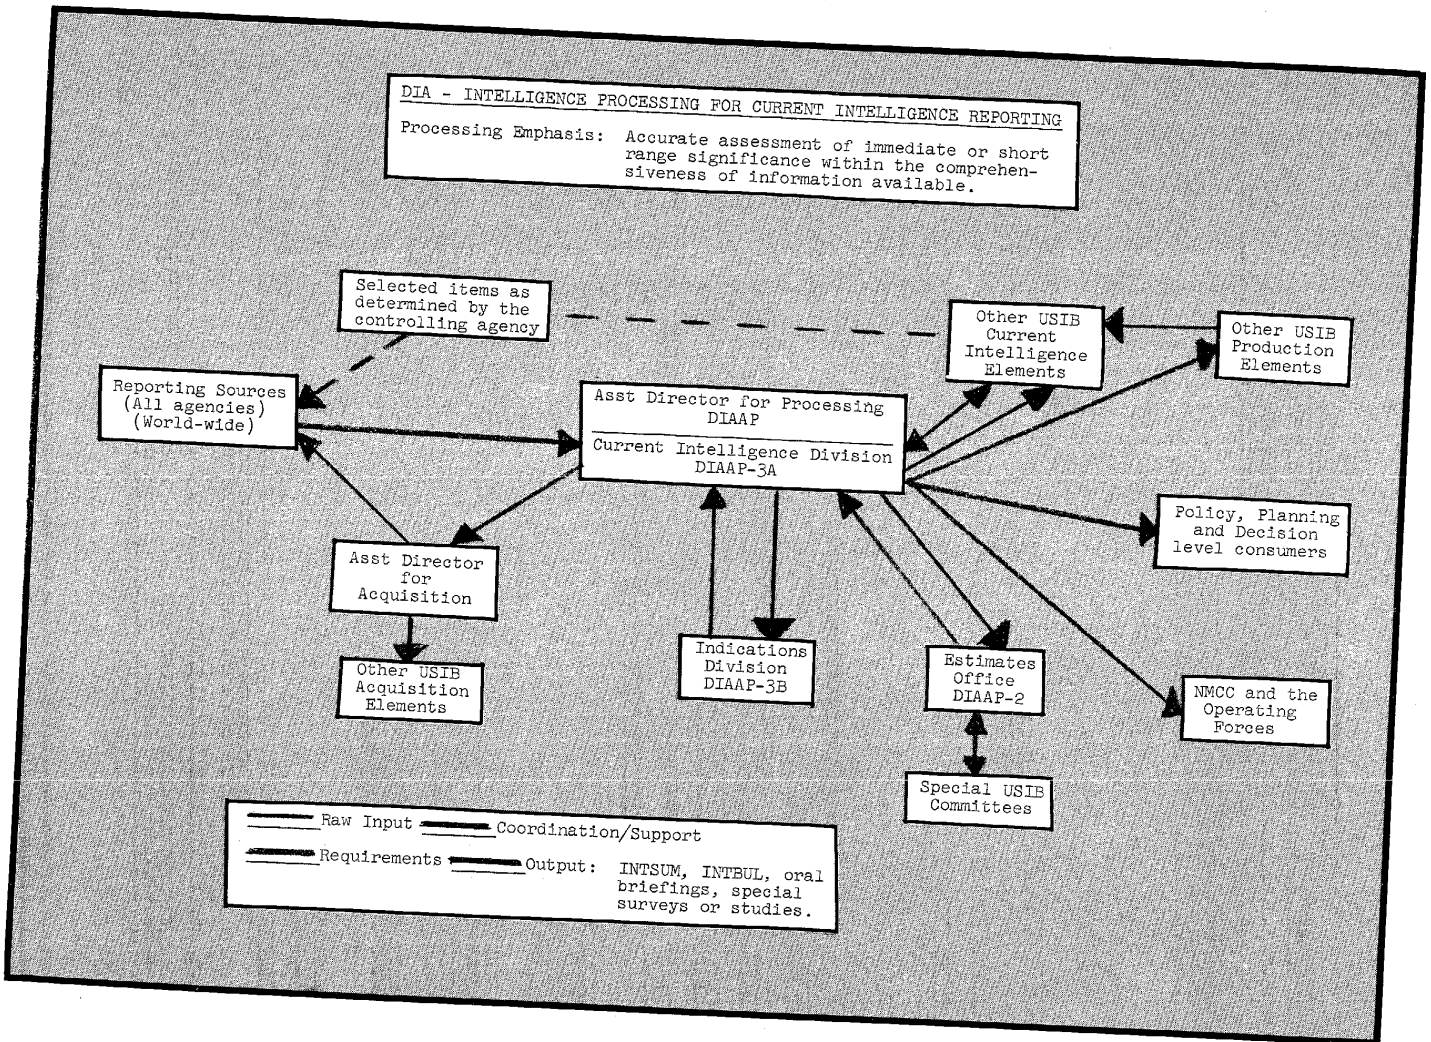 DIA - INTELLIGENCE PROCESSING FOR CURRENT INTELLIGENCE REPORTING
Processing Emphasis: Accurate assessment of immediate or short
range significance within the comprehen-
siveness of information available.
Selected items as
determined by the
controlling agency
Other USIB
Current
Intelligence
Elements
Other USIB
Production
Elements
Reporting Sources
(All agencies)
(World-wide)
Asst Director for Processing
DIAAP
Current Intelligence Division
DIAAP-3A
Policy, Planning
and Decision
level consumers
Asst Director
for
Acquisition
Other USIB
Acquisition
Elements
Indications
Division
DIAAP-3B
Estimates
Office
DIAAP-2
NMCC and the
Operating
Forces
Special USIB
Committees
Raw Input Coordination/Support
Requirements Output: INTSUM, INTBUL, oral
briefings, special
surveys or studies.